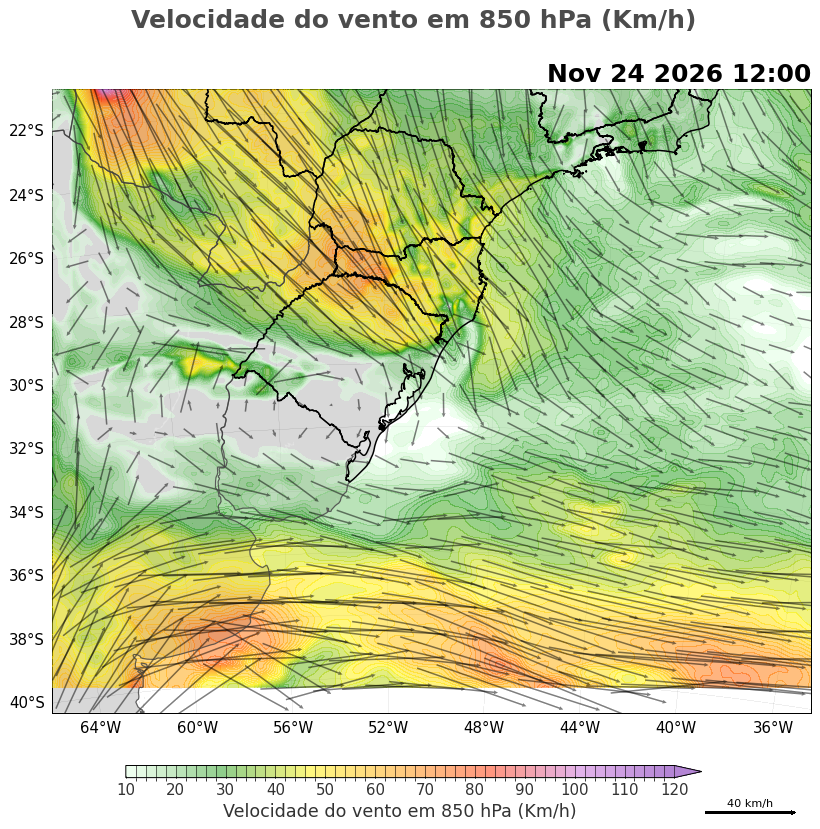 Velocidade do vento em 850 hPa (Km/h)
Nov 24 2026 12:00
22°S
24°S
26°S
28°S
30°S
32°S
34°S
36°S
38°S
40°S
64°W 60°W 56°W 52°W 48°W 44°W 40°W 36°W
10 20 30 40 50 60 70 80 90 100 110 120
Velocidade do vento em 850 hPa (Km/h)
40 km/h